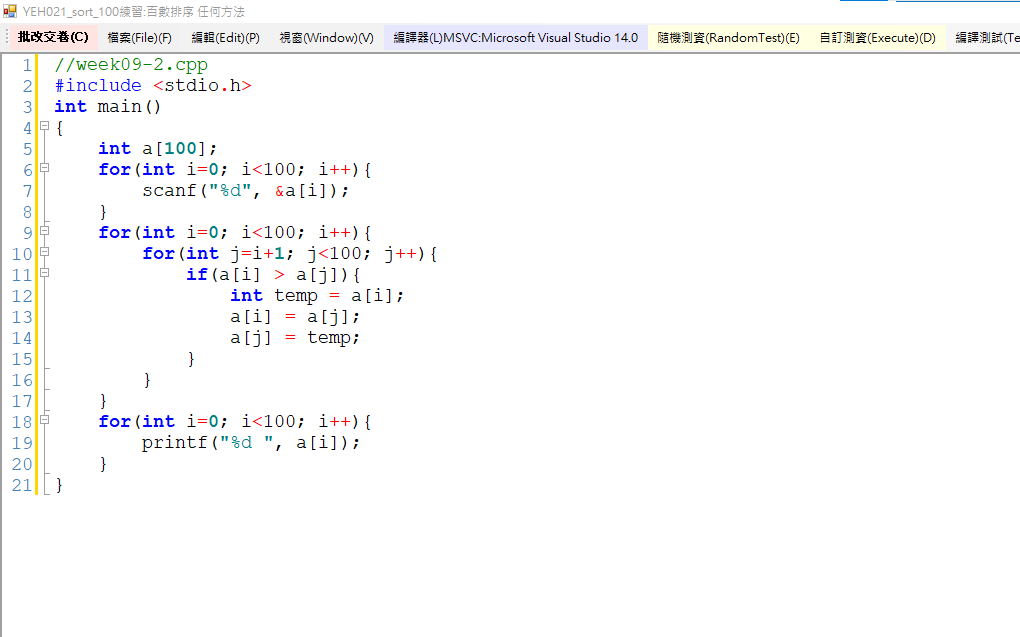 YEH021_sort_100練習:百數排序 任何方法
批改交卷(C) 檔案(File)(F) 編輯(Edit)(P) 視窗(Window)(V) 編譯器(L)MSVC:Microsoft Visual Studio 14.0 隨機測資(RandomTest)(E) 自訂測資(Execute)(D) 編譯測試(Te
1 //week09-2.cpp
2 #include <stdio.h>
3 int main()
4 {
5     int a[100];
6     for(int i=0; i<100; i++){
7         scanf("%d", &a[i]);
8     }
9     for(int i=0; i<100; i++){
10         for(int j=i+1; j<100; j++){
11             if(a[i] > a[j]){
12                 int temp = a[i];
13                 a[i] = a[j];
14                 a[j] = temp;
15             }
16         }
17     }
18     for(int i=0; i<100; i++){
19         printf("%d ", a[i]);
20     }
21 }